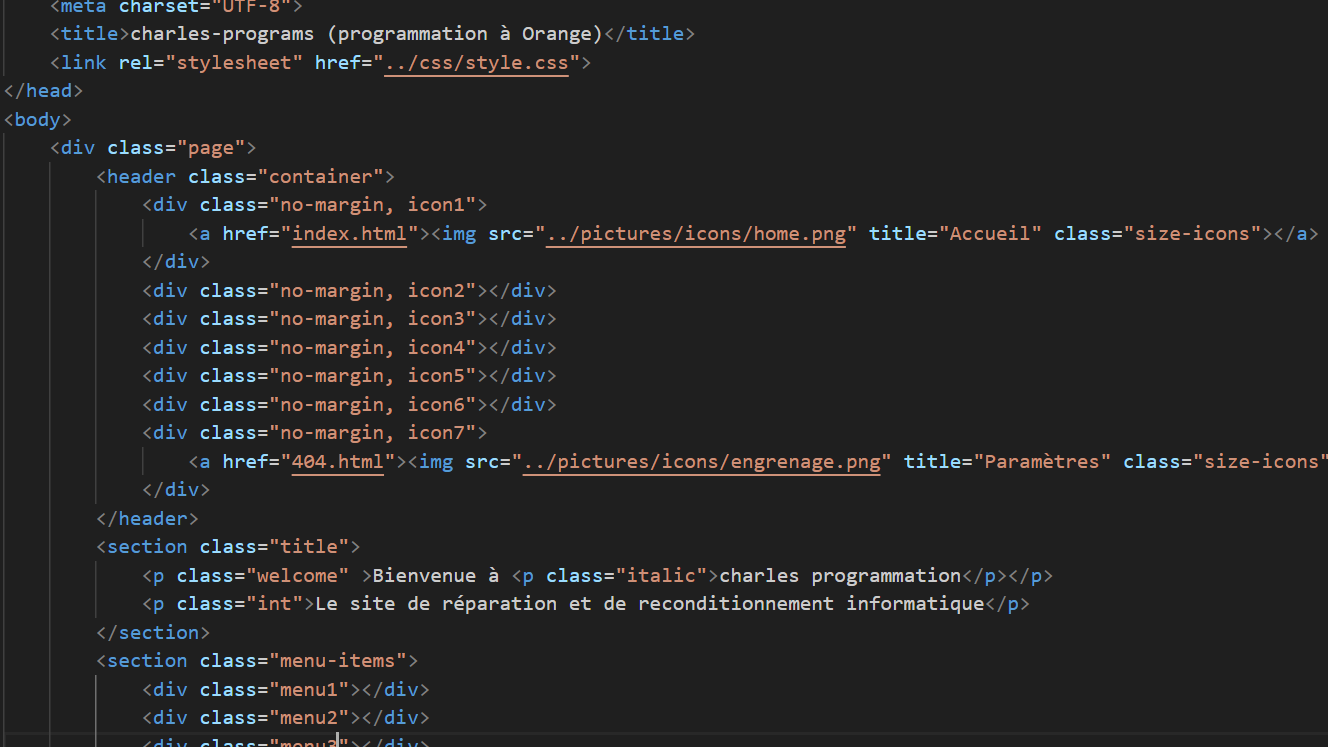 <meta charset="UTF-8">
<title>charles-programs (programmation à Orange)</title>
<link rel="stylesheet" href="../css/style.css">
</head>
<body>
<div class="page">
<header class="container">
<div class="no-margin, icon1">
<a href="index.html"><img src="../pictures/icons/home.png" title="Accueil" class="size-icons"></a>
</div>
<div class="no-margin, icon2"></div>
<div class="no-margin, icon3"></div>
<div class="no-margin, icon4"></div>
<div class="no-margin, icon5"></div>
<div class="no-margin, icon6"></div>
<div class="no-margin, icon7">
<a href="404.html"><img src="../pictures/icons/engrenage.png" title="Paramètres" class="size-icons"
</div>
</header>
<section class="title">
<p class="welcome" >Bienvenue à <p class="italic">charles programmation</p></p>
<p class="int">Le site de réparation et de reconditionnement informatique</p>
</section>
<section class="menu-items">
<div class="menu1"></div>
<div class="menu2"></div>
<div class="menu3"></div>